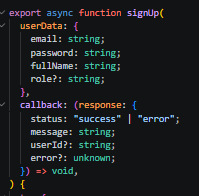 export async function signUp(
  userData: {
    email: string;
    password: string;
    fullName: string;
    role?: string;
  },
  callback: (response: {
    status: "success" | "error";
    message: string;
    userId?: string;
    error?: unknown;
  }) => void,
) {